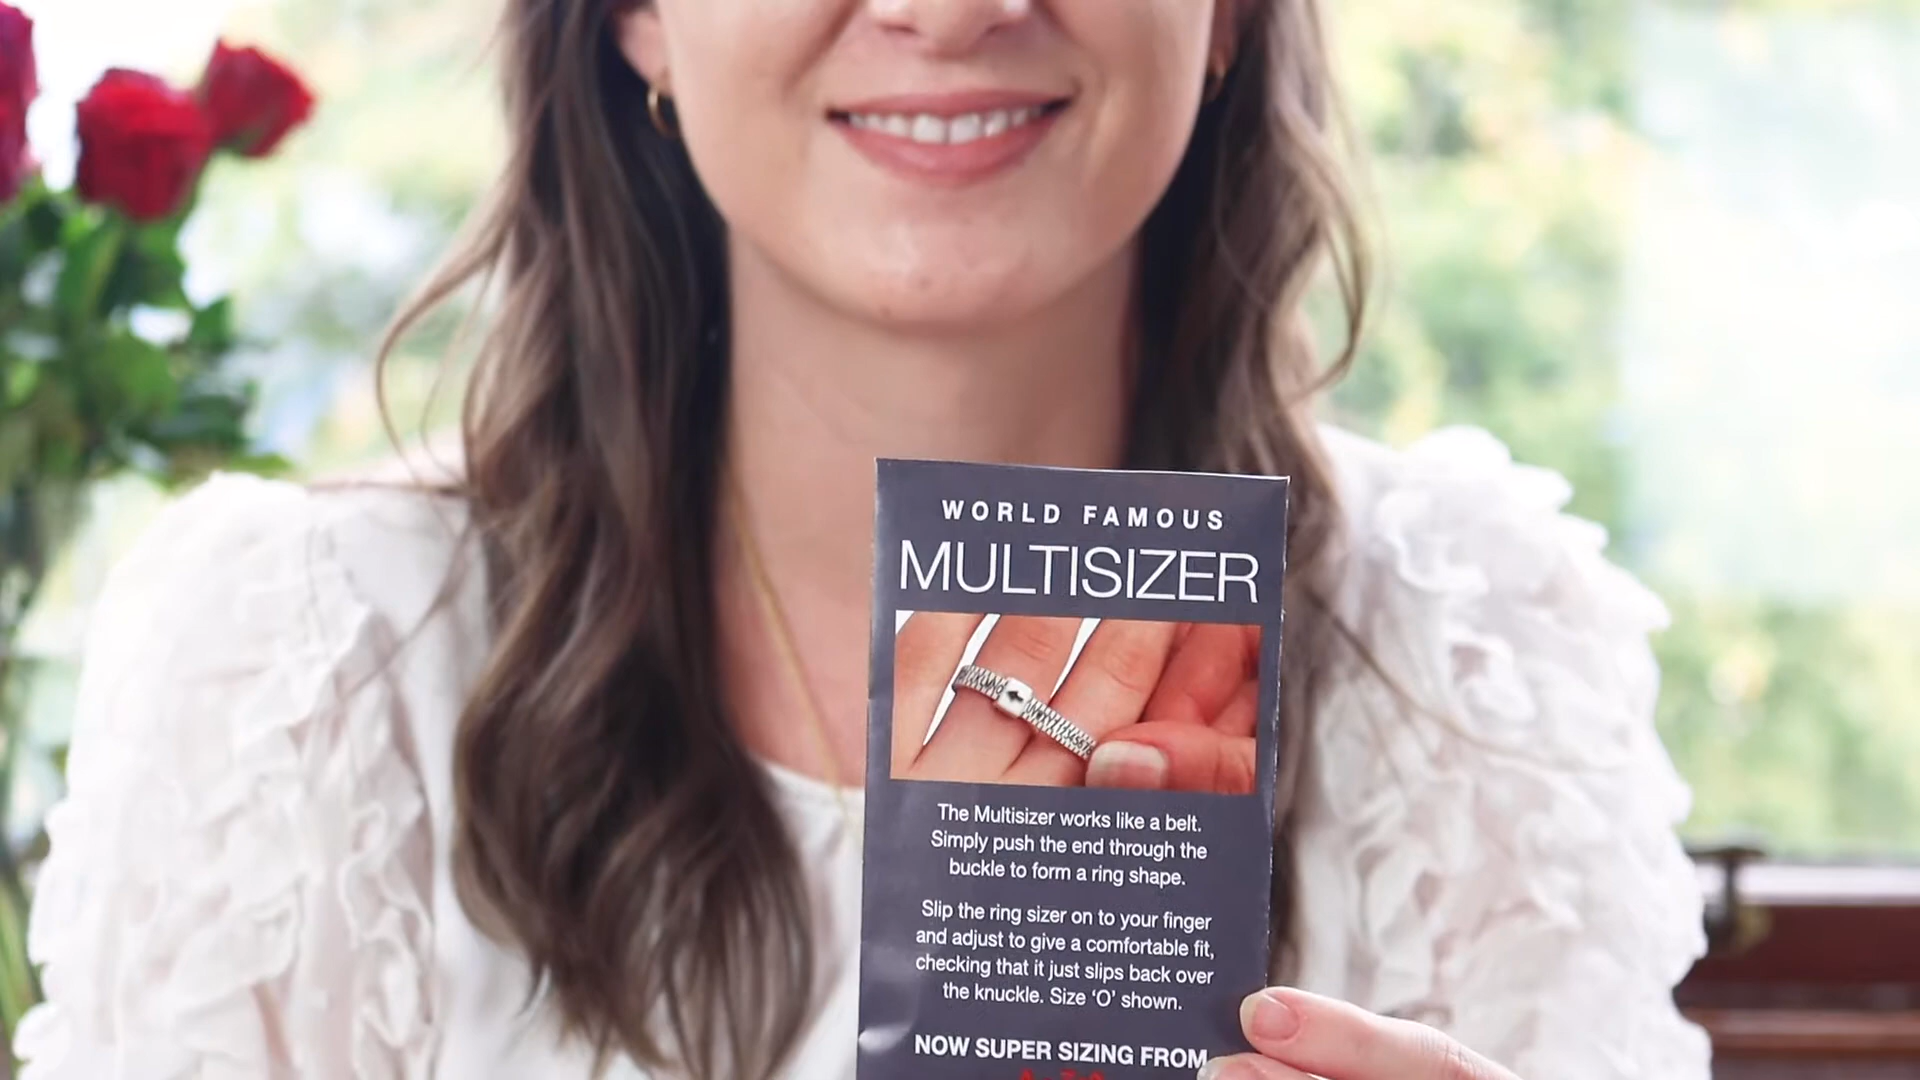 WORLD FAMOUS
MULTISIZER
The Multisizer works like a belt.
Simply push the end through the
buckle to form a ring shape.
Slip the ring sizer on to your finger
and adjust to give a comfortable fit,
checking that it just slips back over
the knuckle. Size ‘O’ shown.
NOW SUPER SIZING FROM